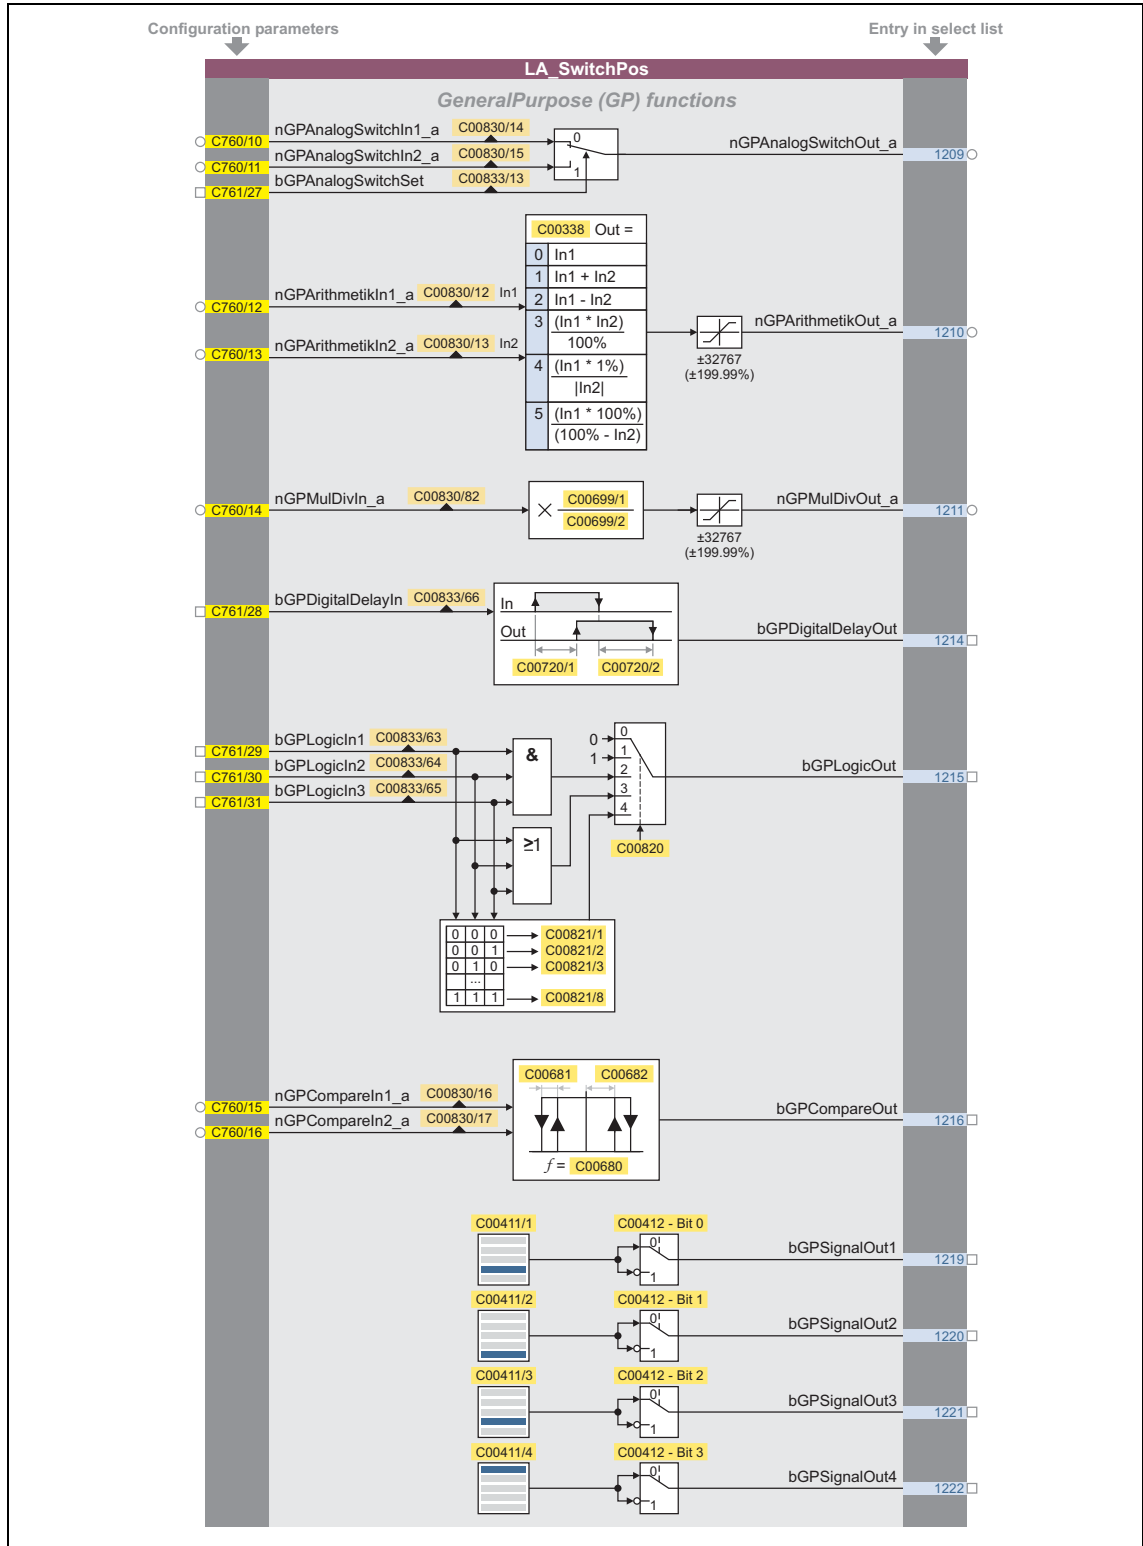 Configuration parameters
Entry in select list
LA_SwitchPos
GeneralPurpose (GP) functions
C760/10 nGPAnalogSwitchIn1_a C00830/14
C760/11 nGPAnalogSwitchIn2_a C00830/15
C761/27 bGPAnalogSwitchSet C00833/13
0
1
nGPAnalogSwitchOut_a 1209
C00338 Out =
0 In1
1 In1 + In2
2 In1 - In2
3 (In1 * In2)
100%
4 (In1 * 1%)
|In2|
5 (In1 * 100%)
(100% - In2)
C760/12 nGPArithmetikIn1_a C00830/12 In1
C760/13 nGPArithmetikIn2_a C00830/13 In2
±32767
(±199.99%)
nGPArithmetikOut_a 1210
C760/14 nGPMulDivIn_a C00830/82
× C00699/1
C00699/2
±32767
(±199.99%)
nGPMulDivOut_a 1211
C761/28 bGPDigitalDelayIn C00833/66
In
Out
C00720/1 C00720/2
bGPDigitalDelayOut 1214
C761/29 bGPLogicIn1 C00833/63
C761/30 bGPLogicIn2 C00833/64
C761/31 bGPLogicIn3 C00833/65
&
≥1
0 0
1 1
2
3
4
C00820
bGPLogicOut 1215
0 0 0 C00821/1
0 0 1 C00821/2
0 1 0 C00821/3
...
1 1 1 C00821/8
C760/15 nGPCompareIn1_a C00830/16
C760/16 nGPCompareIn2_a C00830/17
C00681 C00682
f = C00680
bGPCompareOut 1216
C00411/1 C00412 - Bit 0
0
1
bGPSignalOut1 1219
C00411/2 C00412 - Bit 1
0
1
bGPSignalOut2 1220
C00411/3 C00412 - Bit 2
0
1
bGPSignalOut3 1221
C00411/4 C00412 - Bit 3
0
1
bGPSignalOut4 1222